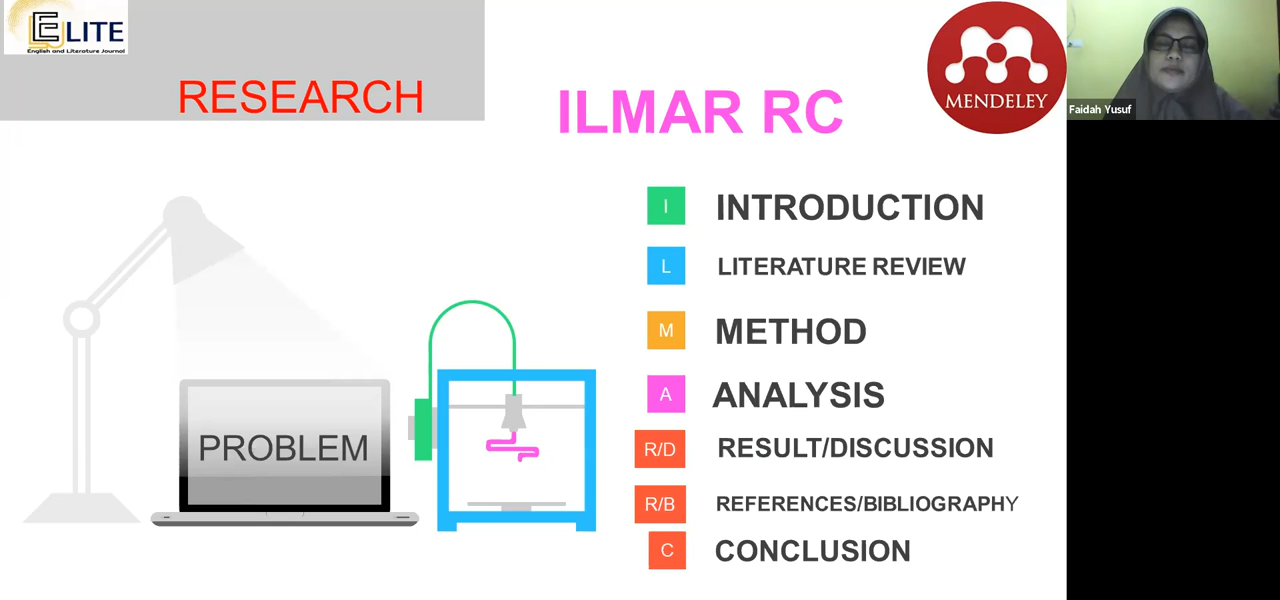 ELITE
English and Literature Journal
RESEARCH
ILMAR RC
MENDELEY
Faidah Yusuf
I INTRODUCTION
L LITERATURE REVIEW
M METHOD
A ANALYSIS
PROBLEM
R/D RESULT/DISCUSSION
R/B REFERENCES/BIBLIOGRAPHY
C CONCLUSION